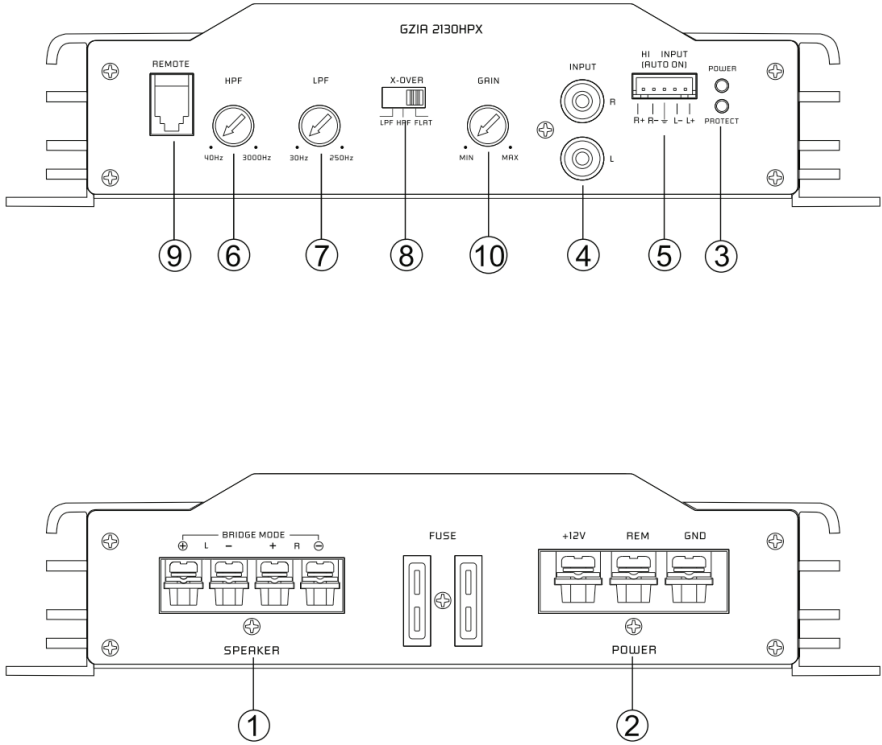 GZIA 2130HPX
REMOTE
HPF
LPF
X-OVER
GAIN
INPUT
HI INPUT
(AUTO ON)
POWER
R
L
R+ R- L- L+
PROTECT
LPF HPF FLAT
40Hz 3000Hz
30Hz 250Hz
MIN MAX
9 6 7 8 10 4 5 3
BRIDGE MODE
+ L - + R -
FUSE
+12V REM GND
SPEAKER
POWER
1 2